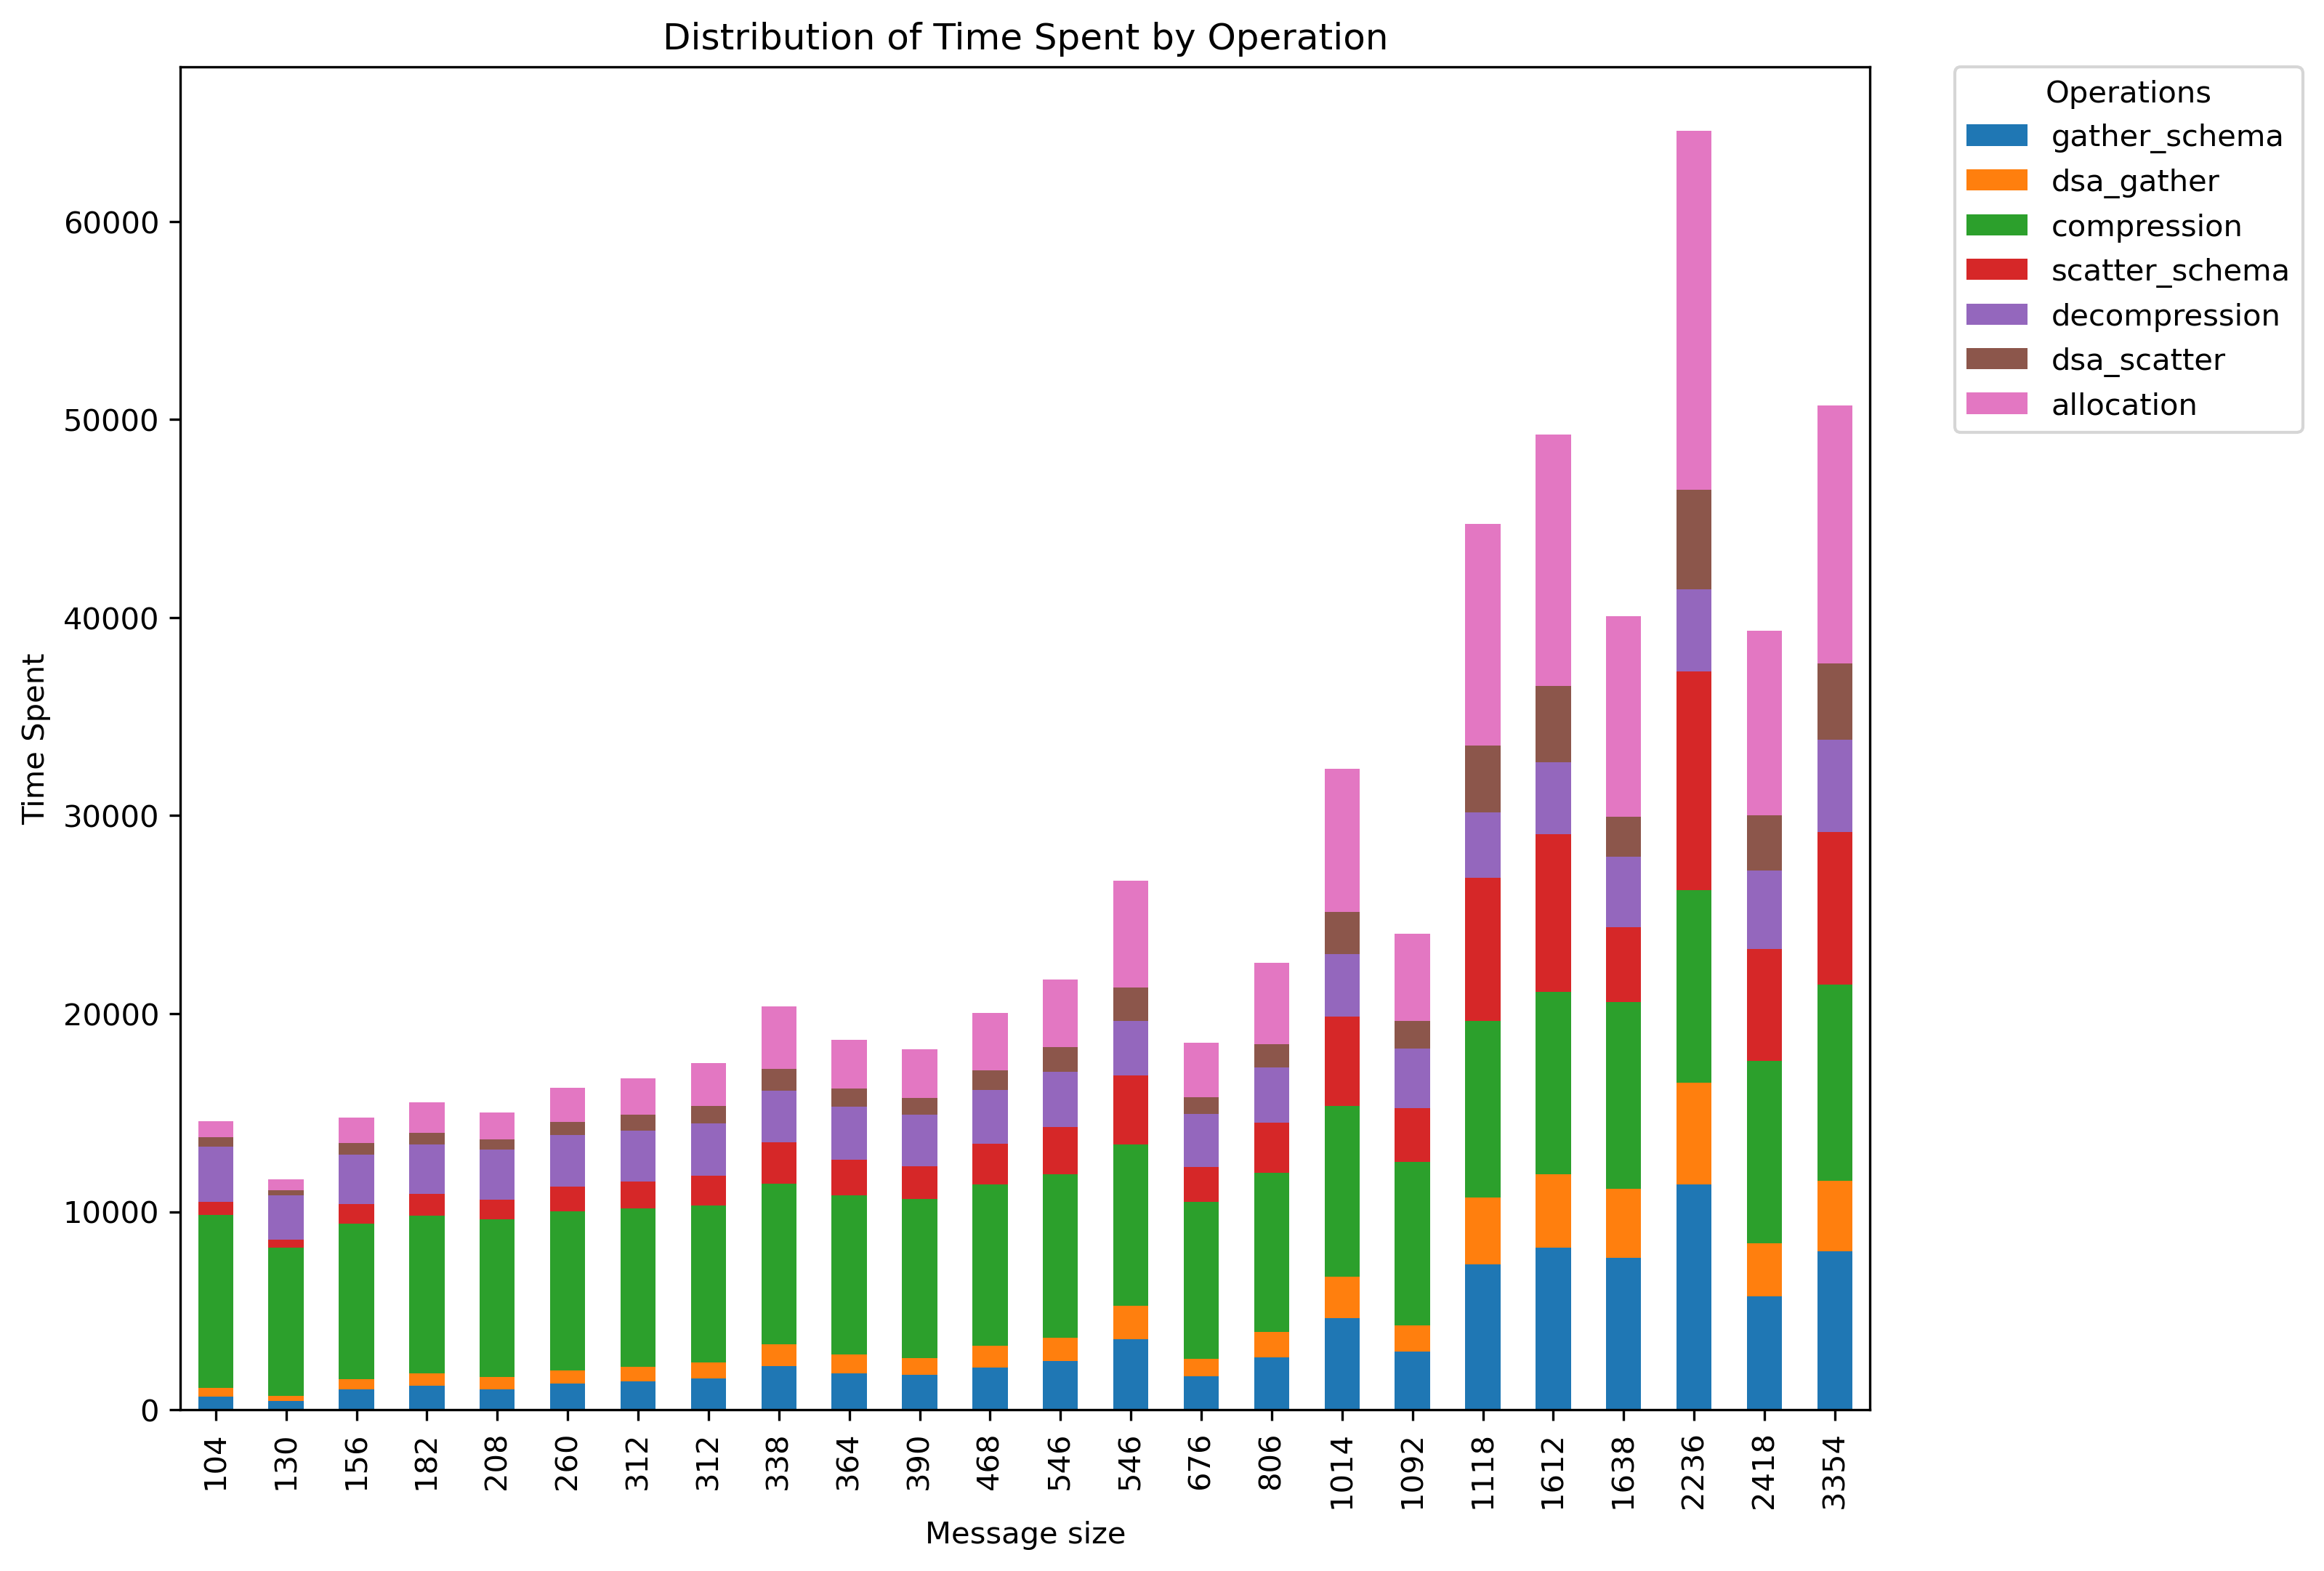 Distribution of Time Spent by Operation
Operations
gather_schema
dsa_gather
compression
scatter_schema
decompression
dsa_scatter
allocation
Time Spent
60000
50000
40000
30000
20000
10000
0
104
130
156
182
208
260
312
312
338
364
390
468
546
546
676
806
1014
1092
1118
1612
1638
2236
2418
3354
Message size